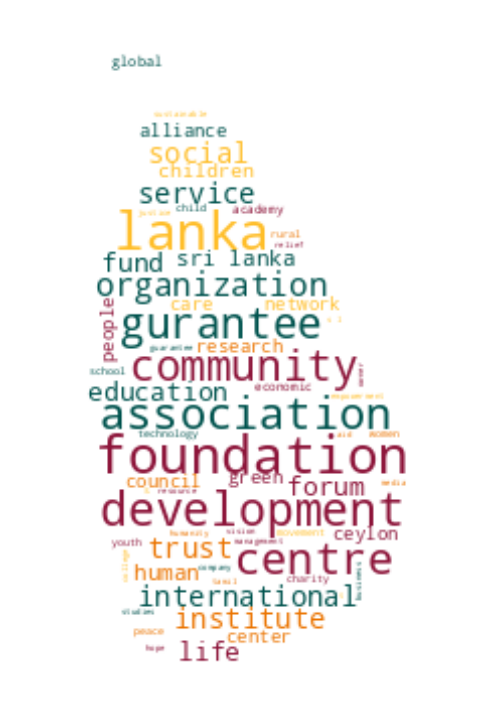 global
sustainable
alliance
social
children
service
child academy
justice
lanka rural
relief
fund sri lanka
organization
care network
people
gurantee
guarantee research
community
school
economic
education empowerment
association
technology aid women
foundation
green
council forum media
resource
development
humanity vision movement ceylon
youth trust management
centre
college human company
tamil charity
business
international
studies institute
peace center
hope life